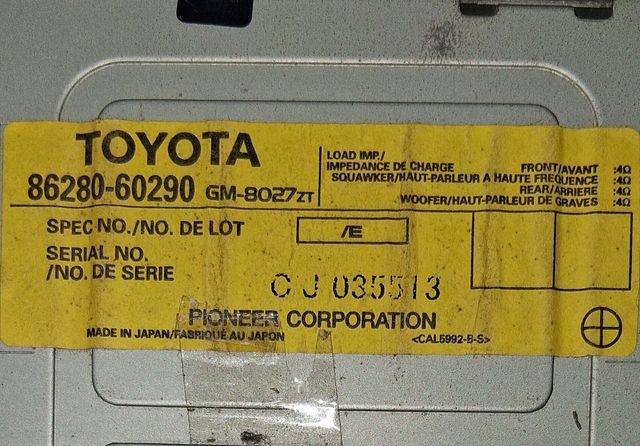 TOYOTA
86280-60290 GM-8027ZT
LOAD IMP./
IMPEDANCE DE CHARGE FRONT/AVANT :4Ω
SQUAWKER/HAUT-PARLEUR A HAUTE FREQUENCE :4Ω
REAR/ARRIERE :4Ω
WOOFER/HAUT-PARLEUR DE GRAVES :4Ω
SPEC NO./NO. DE LOT /E
SERIAL NO.
/NO. DE SERIE
C J 035513
PIONEER CORPORATION
MADE IN JAPAN/FABRIQUÉ AU JAPON <CAL5992-B-S>